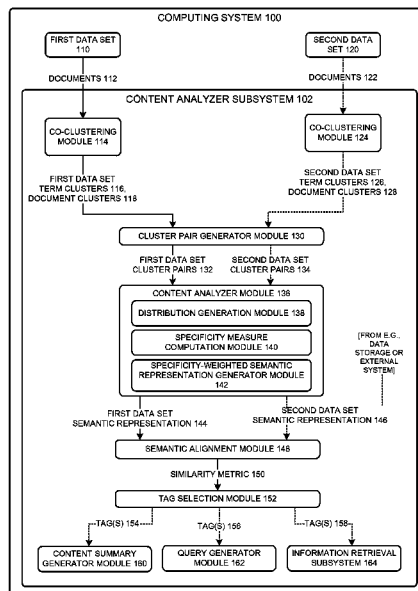 COMPUTING SYSTEM 100
FIRST DATA SET
110
SECOND DATA
SET 120
DOCUMENTS 112
DOCUMENTS 122
CONTENT ANALYZER SUBSYSTEM 102
CO-CLUSTERING
MODULE 114
CO-CLUSTERING
MODULE 124
FIRST DATA SET
TERM CLUSTERS 116,
DOCUMENT CLUSTERS 118
SECOND DATA SET
TERM CLUSTERS 126,
DOCUMENT CLUSTERS 128
CLUSTER PAIR GENERATOR MODULE 130
FIRST DATA SET
CLUSTER PAIRS 132
SECOND DATA SET
CLUSTER PAIRS 134
CONTENT ANALYZER MODULE 136
DISTRIBUTION GENERATION MODULE 138
SPECIFICITY MEASURE
COMPUTATION MODULE
140
SPECIFICITY-WEIGHTED SEMANTIC
REPRESENTATION GENERATOR MODULE
142
[FROM E.G.,
DATA
STORAGE OR
EXTERNAL
SYSTEM]
FIRST DATA SET
SEMANTIC REPRESENTATION 144
SECOND DATA SET
SEMANTIC REPRESENTATION 146
SEMANTIC ALIGNMENT MODULE 148
SIMILARITY METRIC 150
TAG SELECTION MODULE 152
TAG(S) 154
TAG(S) 156
TAG(S) 158
CONTENT SUMMARY
GENERATOR MODULE 160
QUERY GENERATOR
MODULE 162
INFORMATION RETRIEVAL
SUBSYSTEM 164